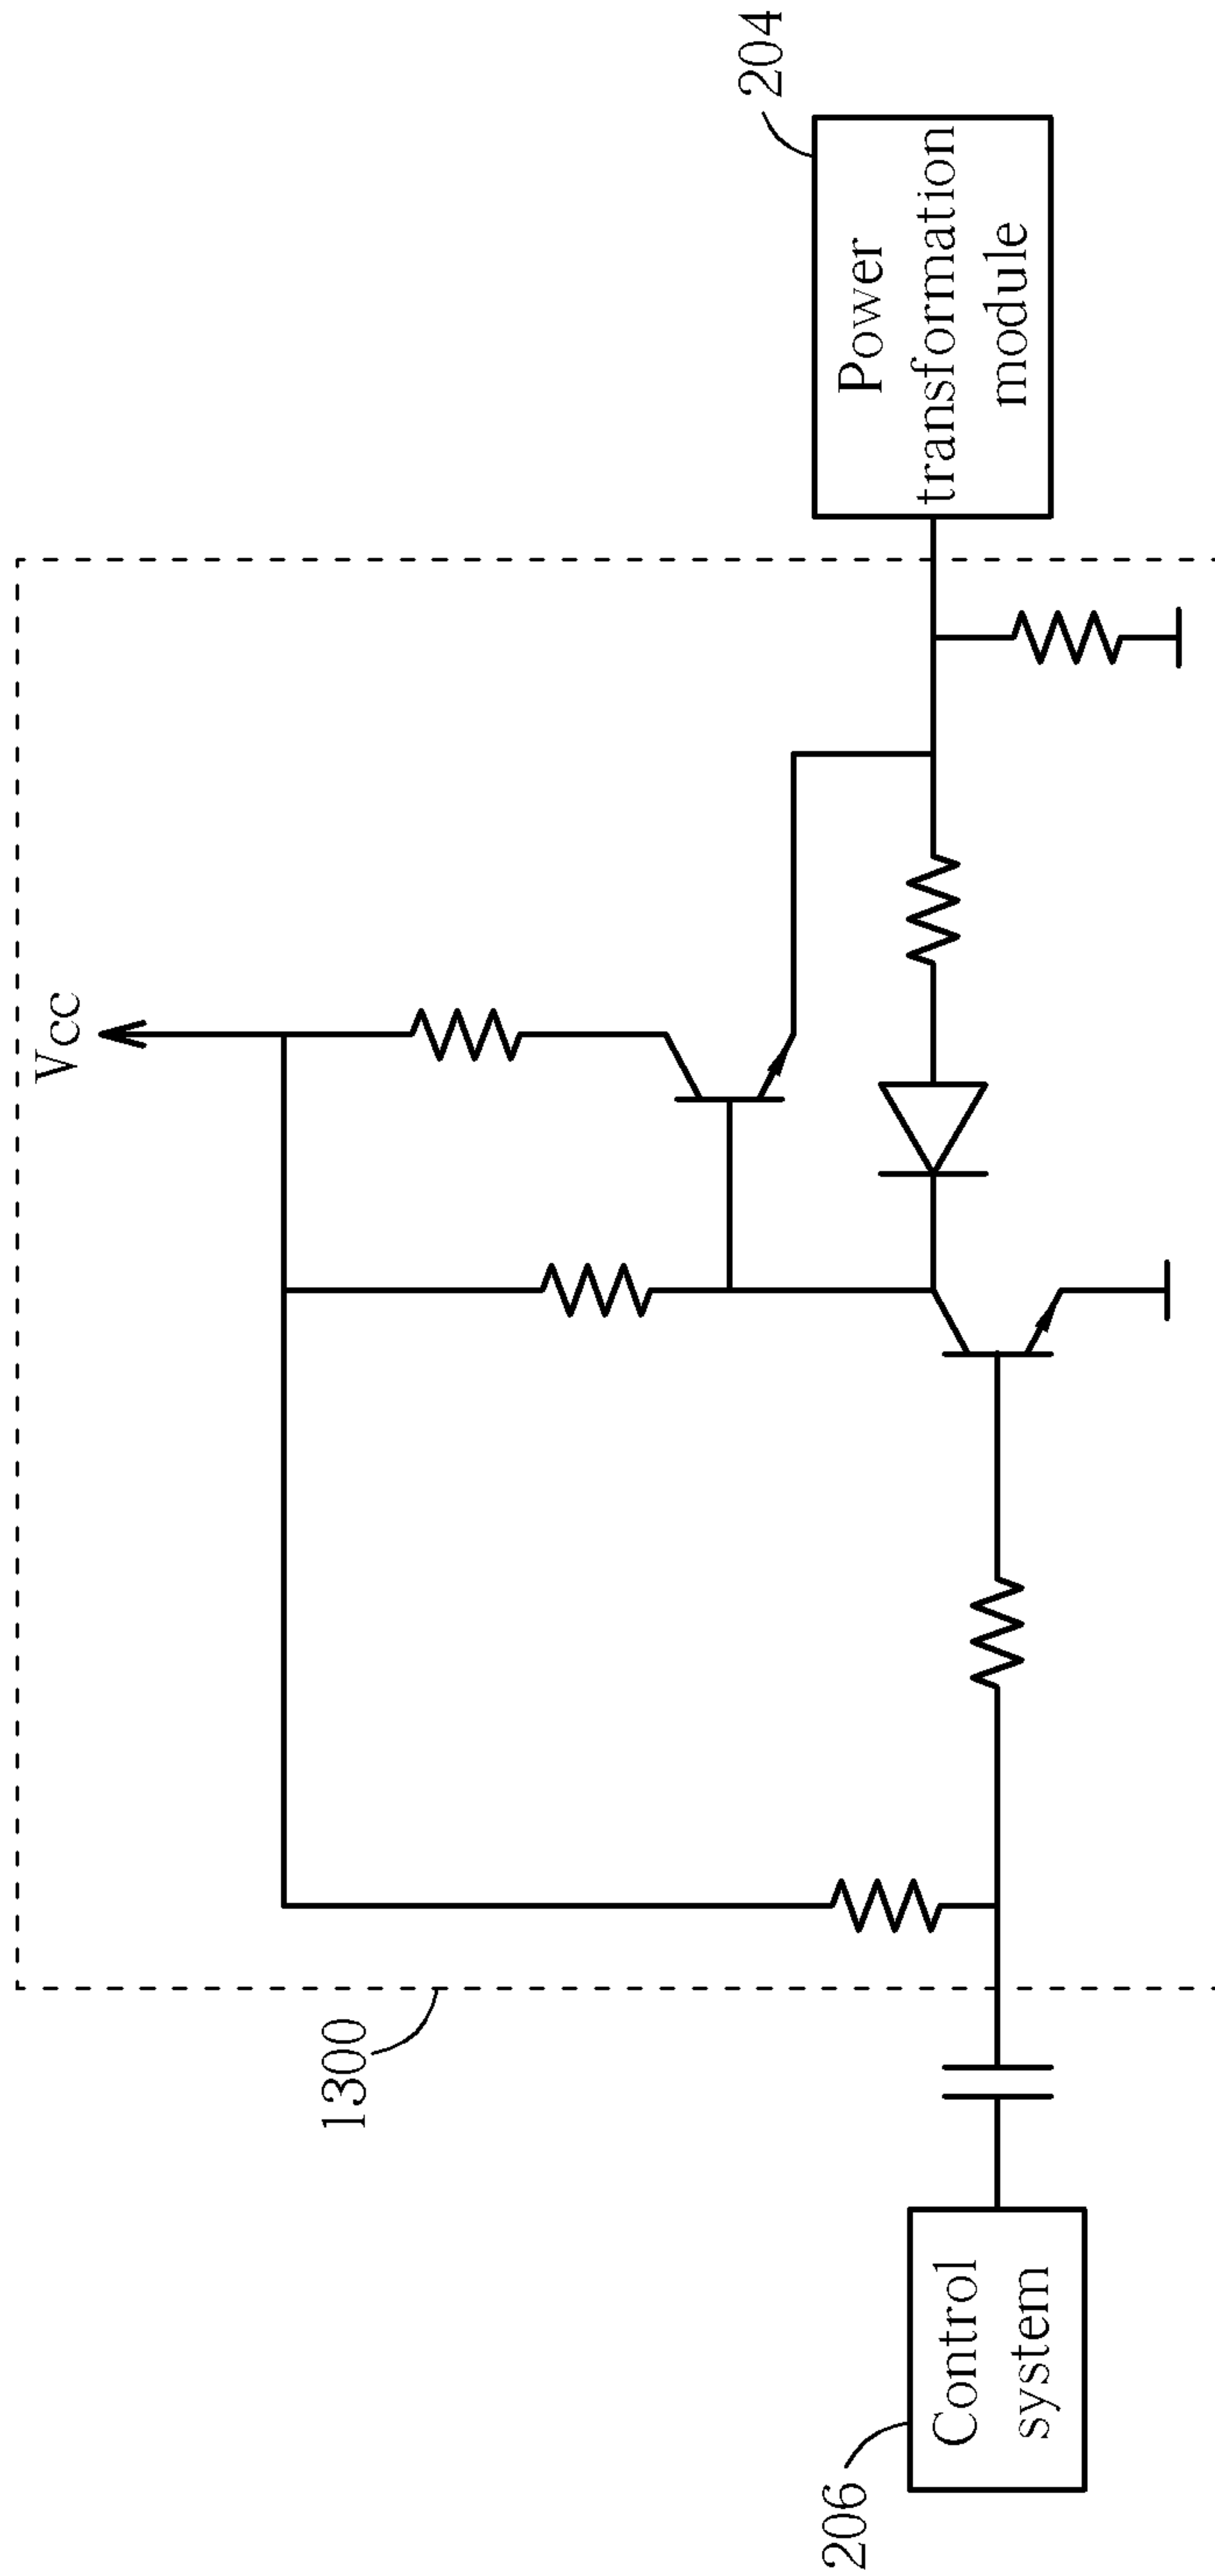 Vcc
1300
206
Control
system
204
Power
transformation
module